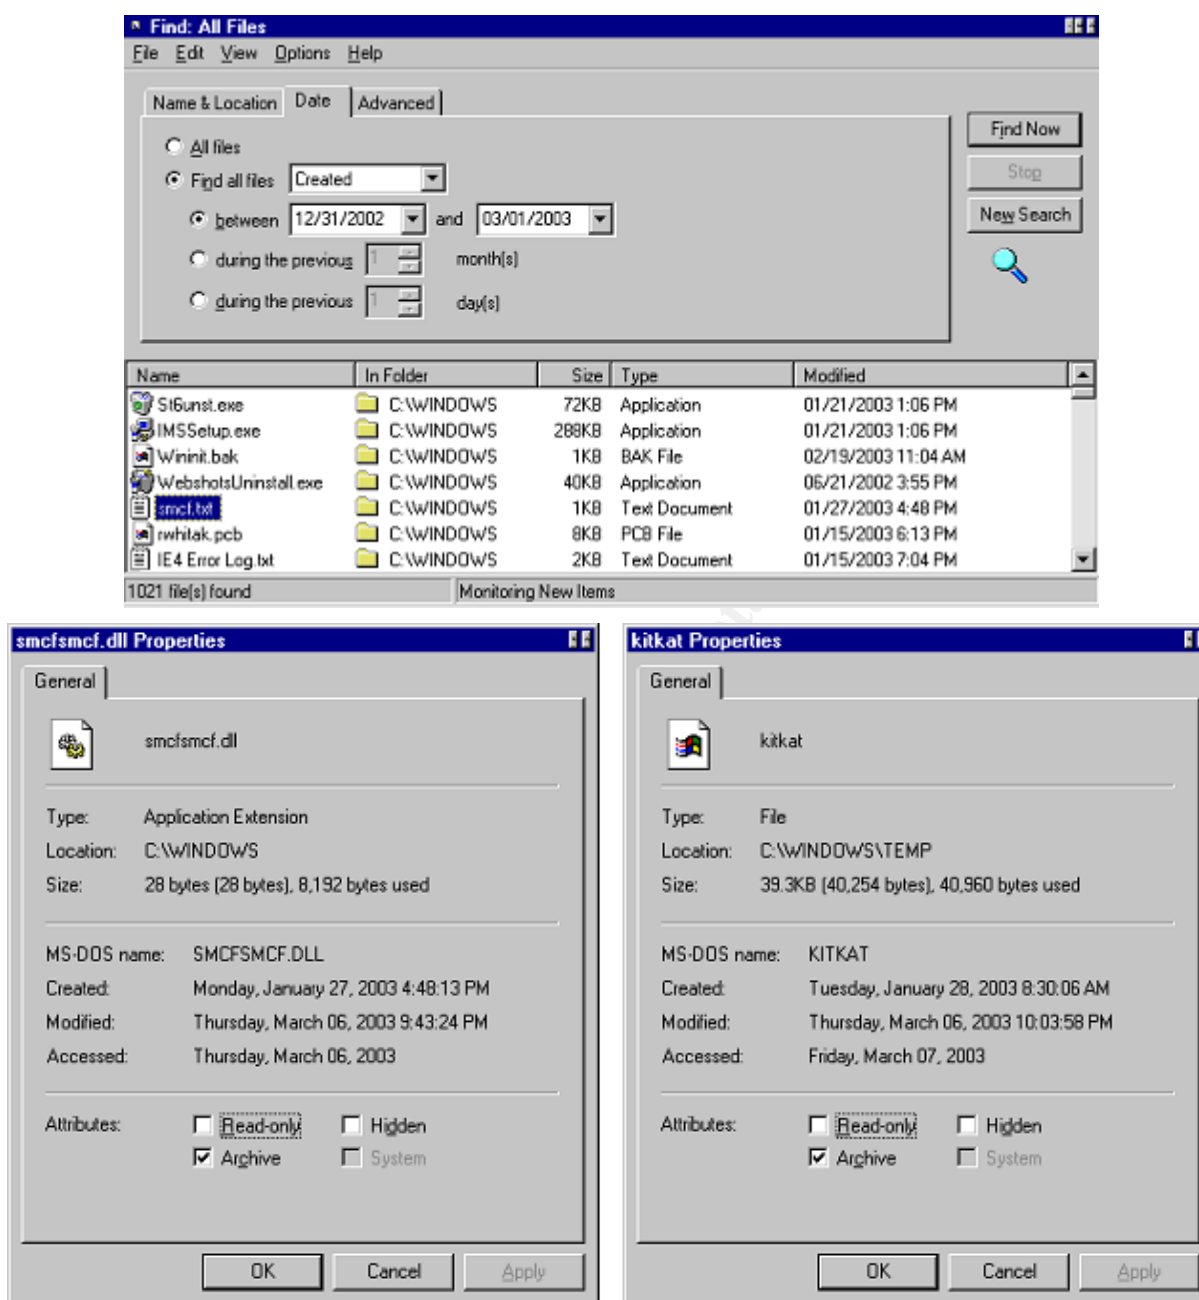 Find: All Files
File Edit View Options Help
Name & Location Date Advanced
All files
Find all files Created
between 12/31/2002 and 03/01/2003
during the previous 1 month(s)
during the previous 1 day(s)
Find Now
Stop
New Search
Name In Folder Size Type Modified
St6unst.exe C:\WINDOWS 72KB Application 01/21/2003 1:06 PM
IMSSetup.exe C:\WINDOWS 288KB Application 01/21/2003 1:06 PM
Wininit.bak C:\WINDOWS 1KB BAK File 02/19/2003 11:04 AM
WebshotsUninstall.exe C:\WINDOWS 40KB Application 06/21/2002 3:55 PM
smcf.txt C:\WINDOWS 1KB Text Document 01/27/2003 4:48 PM
rwhitak.pcb C:\WINDOWS 8KB PCB File 01/15/2003 6:13 PM
IE4 Error Log.txt C:\WINDOWS 2KB Text Document 01/15/2003 7:04 PM
1021 file(s) found Monitoring New Items
smcfsmcf.dll Properties
General
smcfsmcf.dll
Type: Application Extension
Location: C:\WINDOWS
Size: 28 bytes (28 bytes), 8,192 bytes used
MS-DOS name: SMCFSMCF.DLL
Created: Monday, January 27, 2003 4:48:13 PM
Modified: Thursday, March 06, 2003 9:43:24 PM
Accessed: Thursday, March 06, 2003
Attributes: Read-only Hidden
Archive System
OK Cancel Apply
kitkat Properties
General
kitkat
Type: File
Location: C:\WINDOWS\TEMP
Size: 39.3KB (40,254 bytes), 40,960 bytes used
MS-DOS name: KITKAT
Created: Tuesday, January 28, 2003 8:30:06 AM
Modified: Thursday, March 06, 2003 10:03:58 PM
Accessed: Friday, March 07, 2003
Attributes: Read-only Hidden
Archive System
OK Cancel Apply